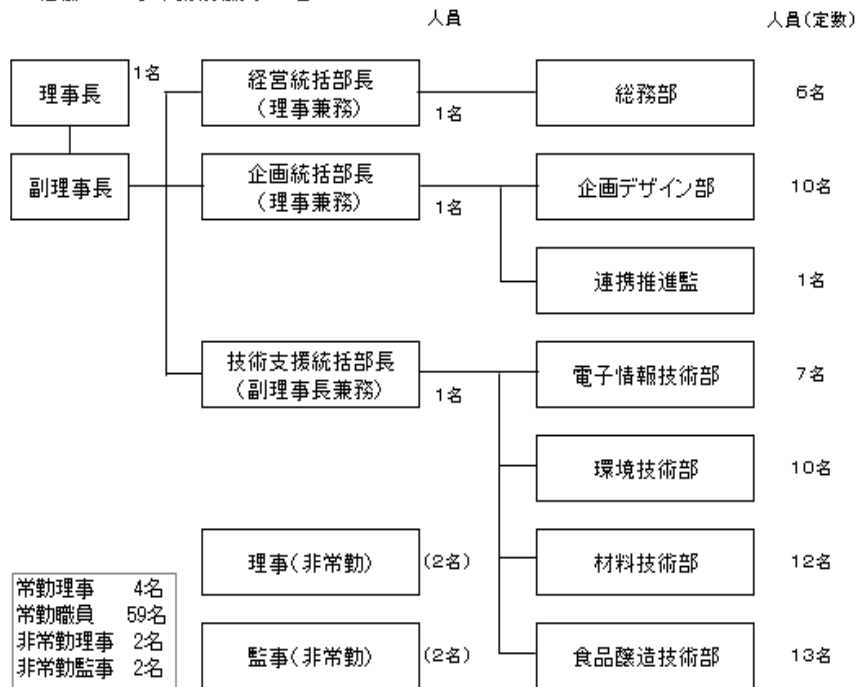 人員
人員(定数)
理事長
1名
経営統括部長
(理事兼務)
1名
総務部
6名
副理事長
企画統括部長
(理事兼務)
1名
企画デザイン部
10名
連携推進監
1名
技術支援統括部長
(副理事長兼務)
1名
電子情報技術部
7名
環境技術部
10名
理事(非常勤)
(2名)
材料技術部
12名
監事(非常勤)
(2名)
食品醸造技術部
13名
常勤理事 4名
常勤職員 59名
非常勤理事 2名
非常勤監事 2名